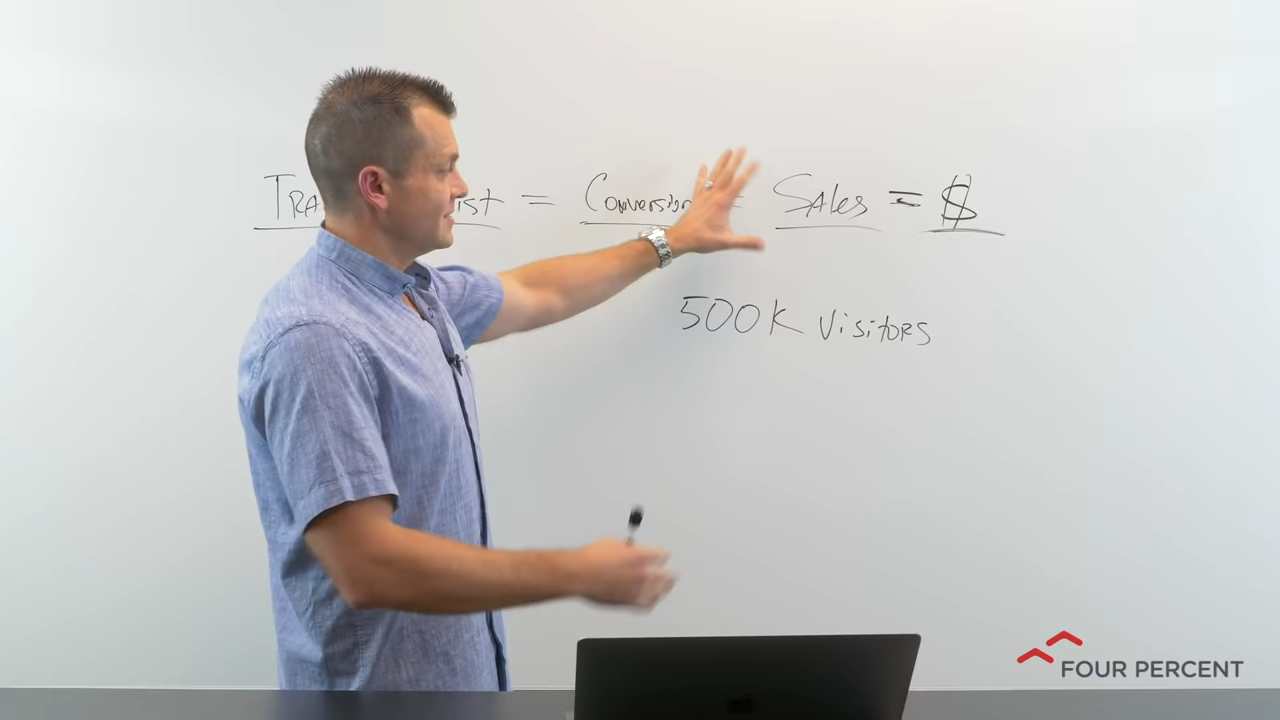 TRA ist = Conversion = Sales = $
500K Visitors
FOUR PERCENT